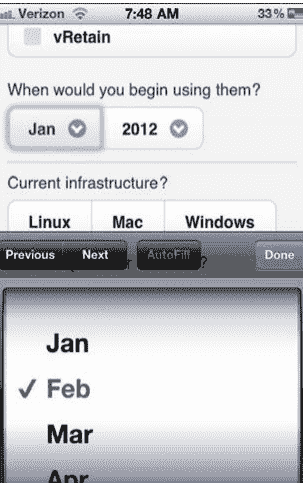 Verizon 7:48 AM 33%
vRetain
When would you begin using them?
Jan 2012
Current infrastructure?
Linux Mac Windows
Previous Next AutoFill ? Done
Jan
✓ Feb
Mar
Apr